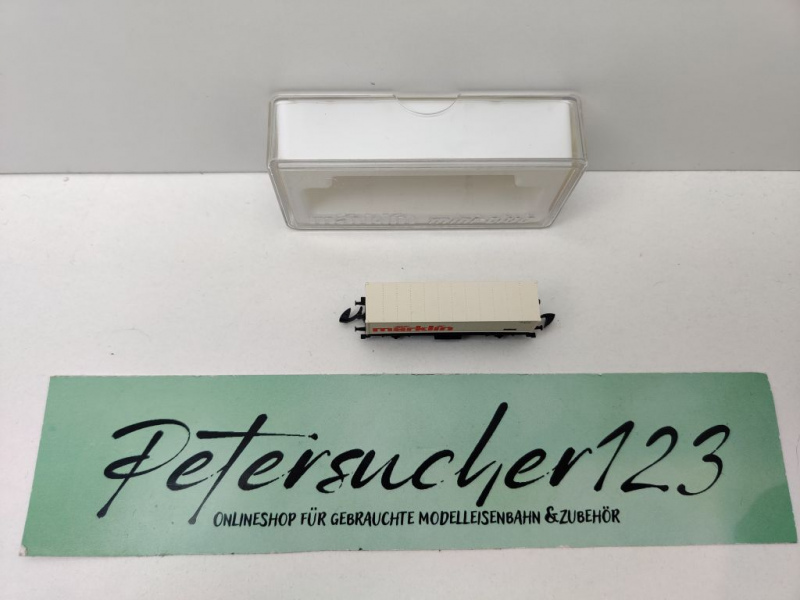 märklin
Petersucher123
ONLINESHOP FÜR GEBRAUCHTE MODELLEISENBAHN & ZUBEHÖR